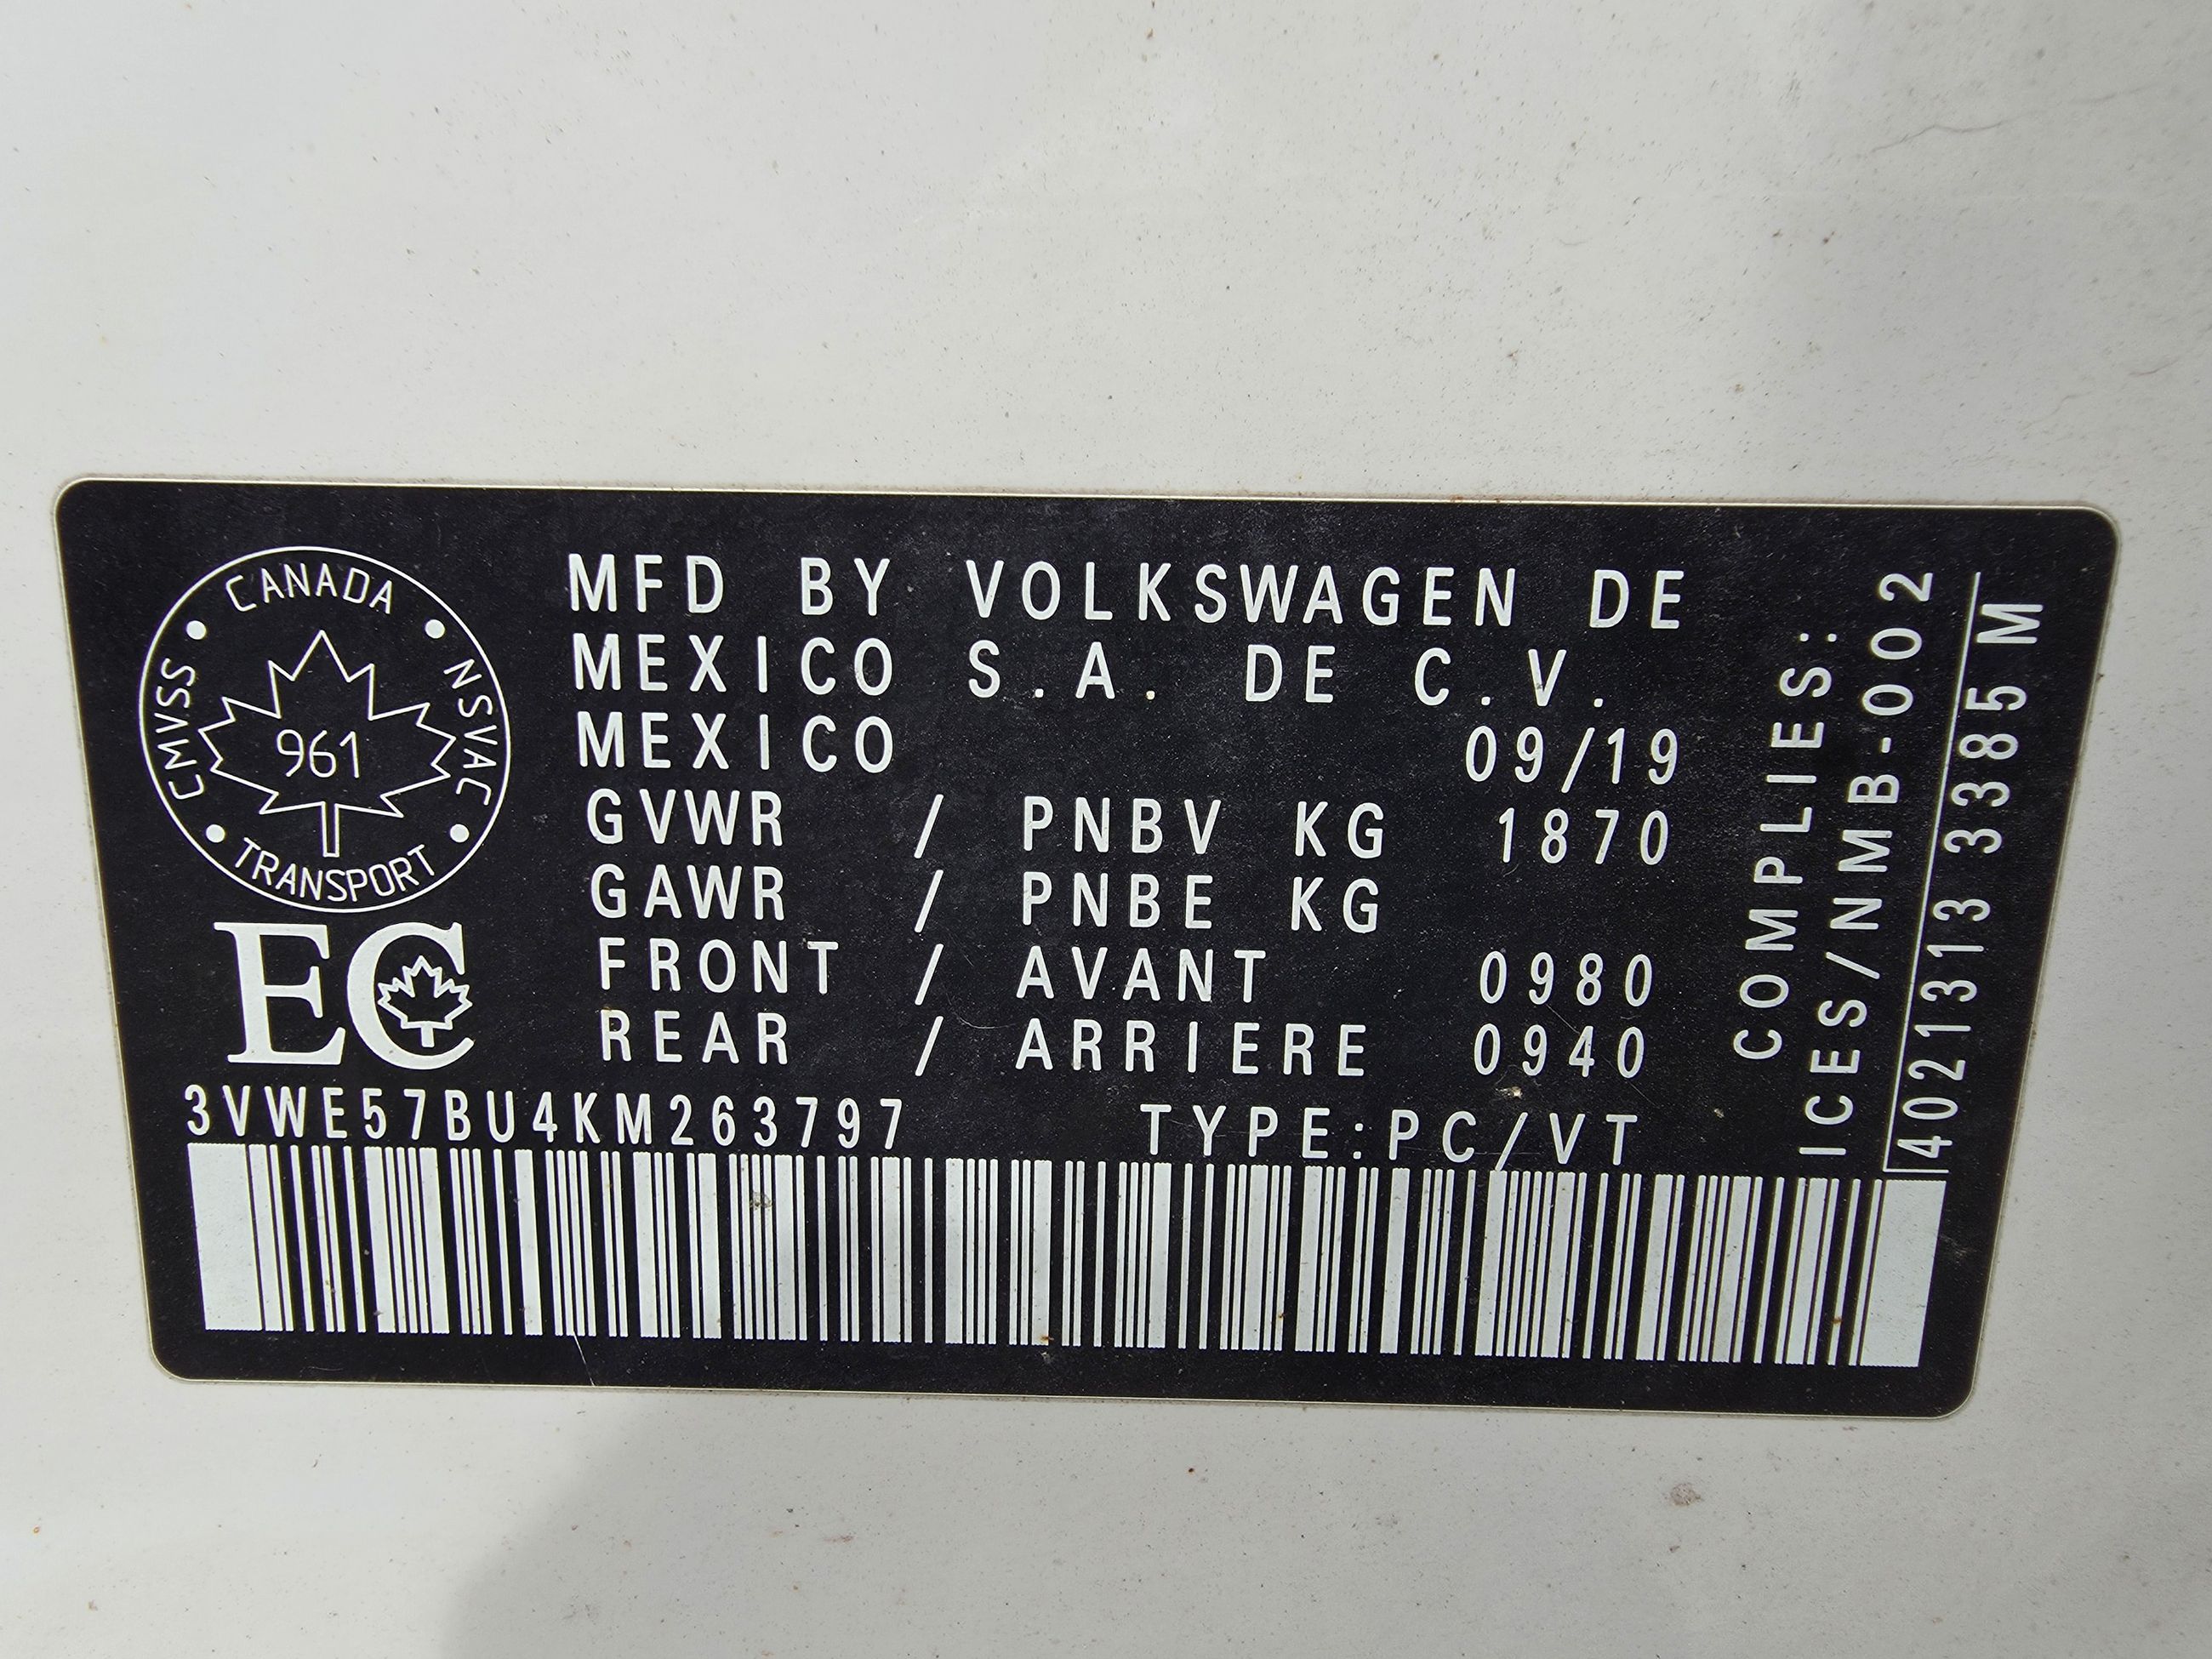 CANADA
CMVSS
NSVAC
961
TRANSPORT
EC
MFD BY VOLKSWAGEN DE
MEXICO S.A. DE C.V.
MEXICO 09/19
GVWR / PNBV KG 1870
GAWR / PNBE KG
FRONT / AVANT 0980
REAR / ARRIERE 0940
3VWE57BU4KM263797 TYPE:PC/VT
COMPLIES:
ICES/NMB-002
4021313 3385 M